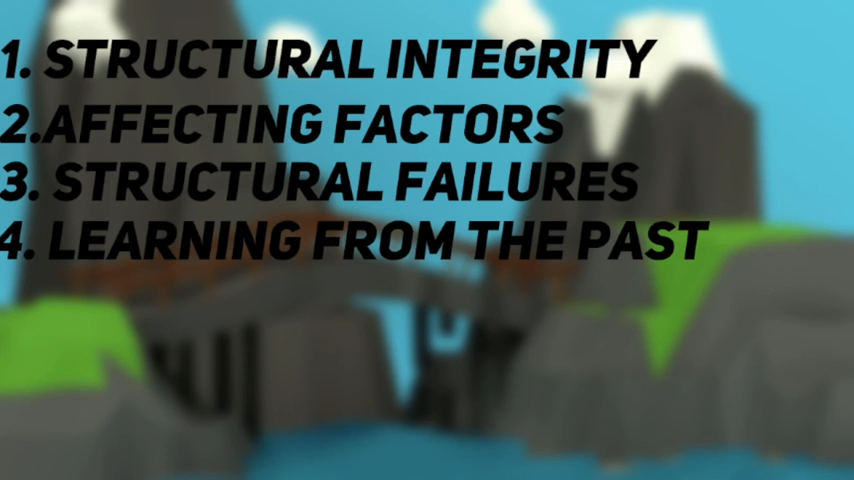 1. STRUCTURAL INTEGRITY
2.AFFECTING FACTORS
3. STRUCTURAL FAILURES
4. LEARNING FROM THE PAST